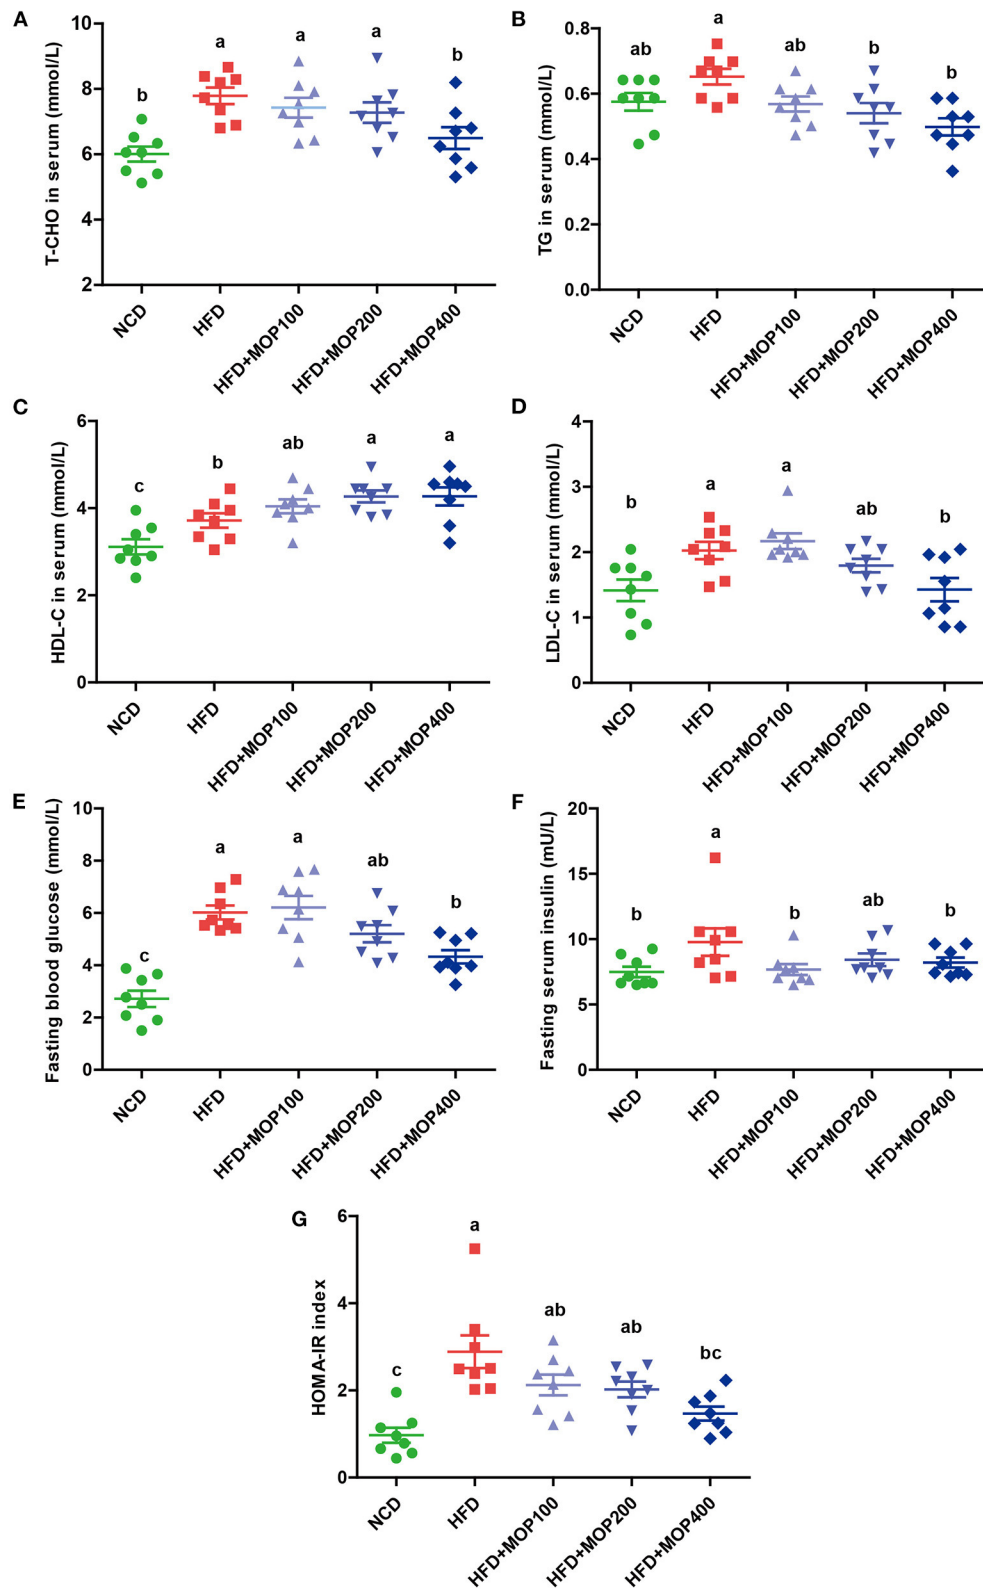 A
T-CHO in serum (mmol/L)
10
8
6
4
2
b
a
a
a
b
NCD
HFD
HFD+MOP100
HFD+MOP200
HFD+MOP400
B
TG in serum (mmol/L)
0.8
0.6
0.4
0.2
0.0
ab
a
ab
b
b
NCD
HFD
HFD+MOP100
HFD+MOP200
HFD+MOP400
C
HDL-C in serum (mmol/L)
6
4
2
0
c
b
ab
a
a
NCD
HFD
HFD+MOP100
HFD+MOP200
HFD+MOP400
D
LDL-C in serum (mmol/L)
4
3
2
1
0
b
a
a
ab
b
NCD
HFD
HFD+MOP100
HFD+MOP200
HFD+MOP400
E
Fasting blood glucose (mmol/L)
10
8
6
4
2
0
c
a
a
ab
b
NCD
HFD
HFD+MOP100
HFD+MOP200
HFD+MOP400
F
Fasting serum insulin (mU/L)
20
15
10
5
0
b
a
b
ab
b
NCD
HFD
HFD+MOP100
HFD+MOP200
HFD+MOP400
G
HOMA-IR index
6
4
2
0
c
a
ab
ab
bc
NCD
HFD
HFD+MOP100
HFD+MOP200
HFD+MOP400